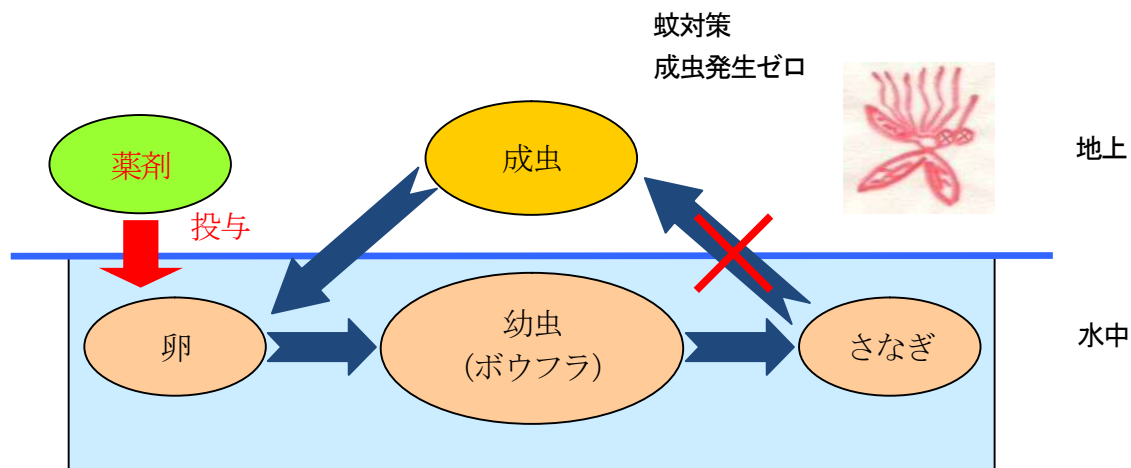 蚊対策
成虫発生ゼロ
薬剤
成虫
地上
投与
卵
幼虫
(ボウフラ)
さなぎ
水中